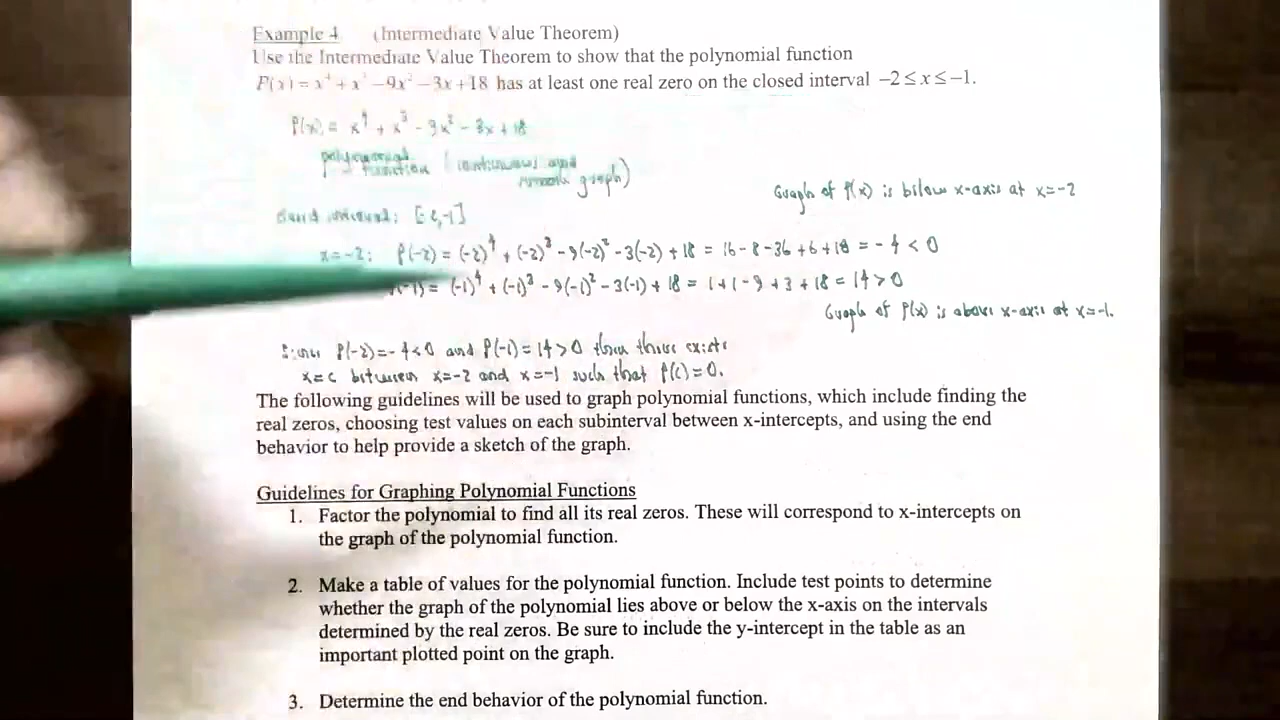 Example 4 (Intermediate Value Theorem)
Use the Intermediate Value Theorem to show that the polynomial function
P(x) = x⁴ + x³ − 9x² − 3x + 18 has at least one real zero on the closed interval −2 ≤ x ≤ −1.
P(x) = x⁴ + x³ - 9x² - 3x + 18
polynomial function (continuous and smooth graph)
Graph of P(x) is below x-axis at x=-2
interval: [-2,-1]
x=-2: P(-2) = (-2)⁴ + (-2)³ - 9(-2)² - 3(-2) + 18 = 16 - 8 - 36 + 6 + 18 = -4 < 0
P(-1) = (-1)⁴ + (-1)³ - 9(-1)² - 3(-1) + 18 = 1 + 1 - 9 + 3 + 18 = 14 > 0
Graph of P(x) is above x-axis at x=-1.
Since P(-2) = -4 < 0 and P(-1) = 14 > 0 then there exists
x=c between x=-2 and x=-1 such that P(c)=0.
The following guidelines will be used to graph polynomial functions, which include finding the
real zeros, choosing test values on each subinterval between x-intercepts, and using the end
behavior to help provide a sketch of the graph.
Guidelines for Graphing Polynomial Functions
1. Factor the polynomial to find all its real zeros. These will correspond to x-intercepts on
the graph of the polynomial function.
2. Make a table of values for the polynomial function. Include test points to determine
whether the graph of the polynomial lies above or below the x-axis on the intervals
determined by the real zeros. Be sure to include the y-intercept in the table as an
important plotted point on the graph.
3. Determine the end behavior of the polynomial function.